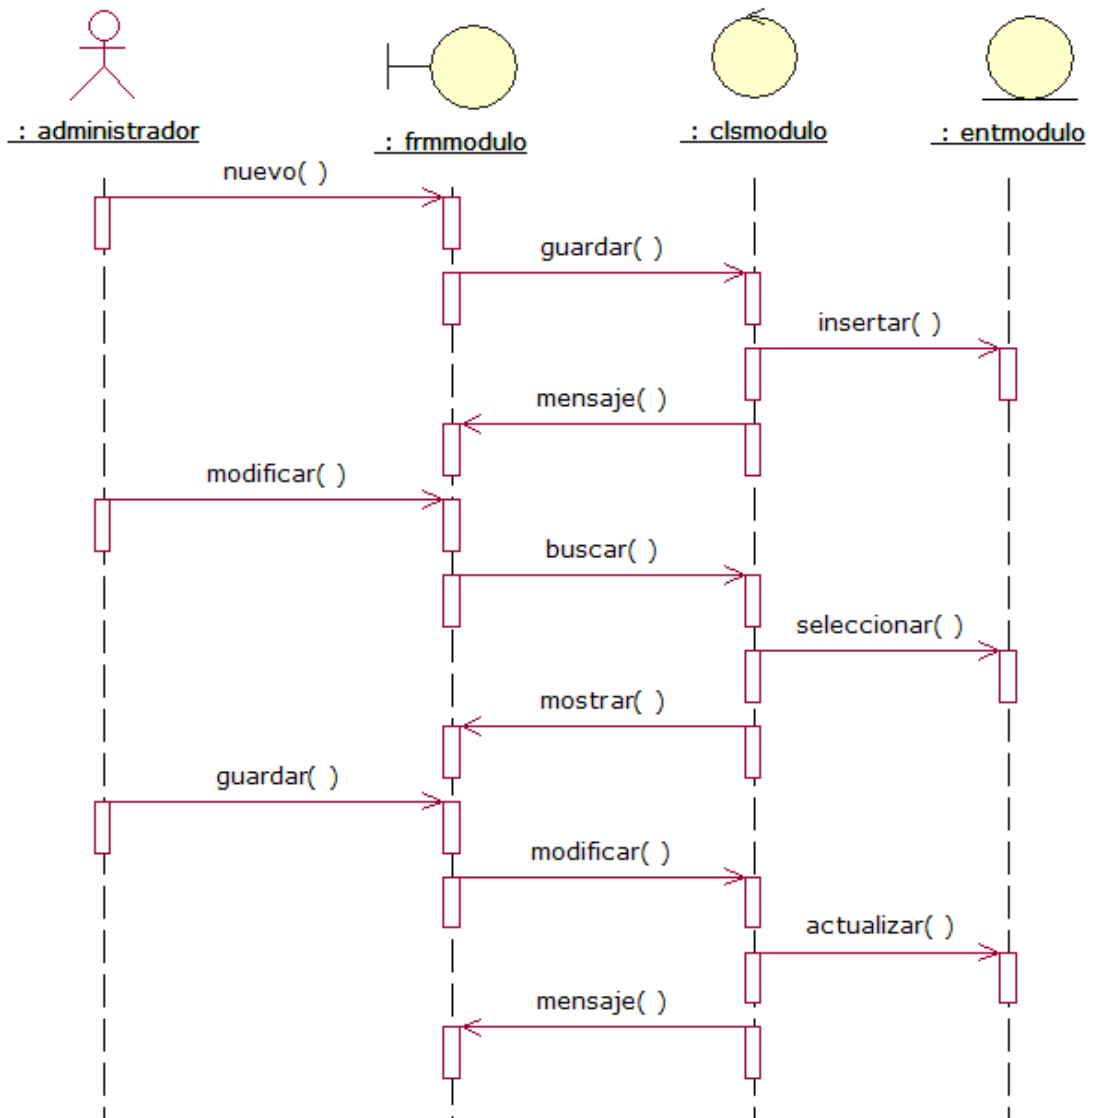 : administrador
: frmmodulo
: clsmodulo
: entmodulo
nuevo( )
guardar( )
insertar( )
mensaje( )
modificar( )
buscar( )
seleccionar( )
mostrar( )
guardar( )
modificar( )
actualizar( )
mensaje( )